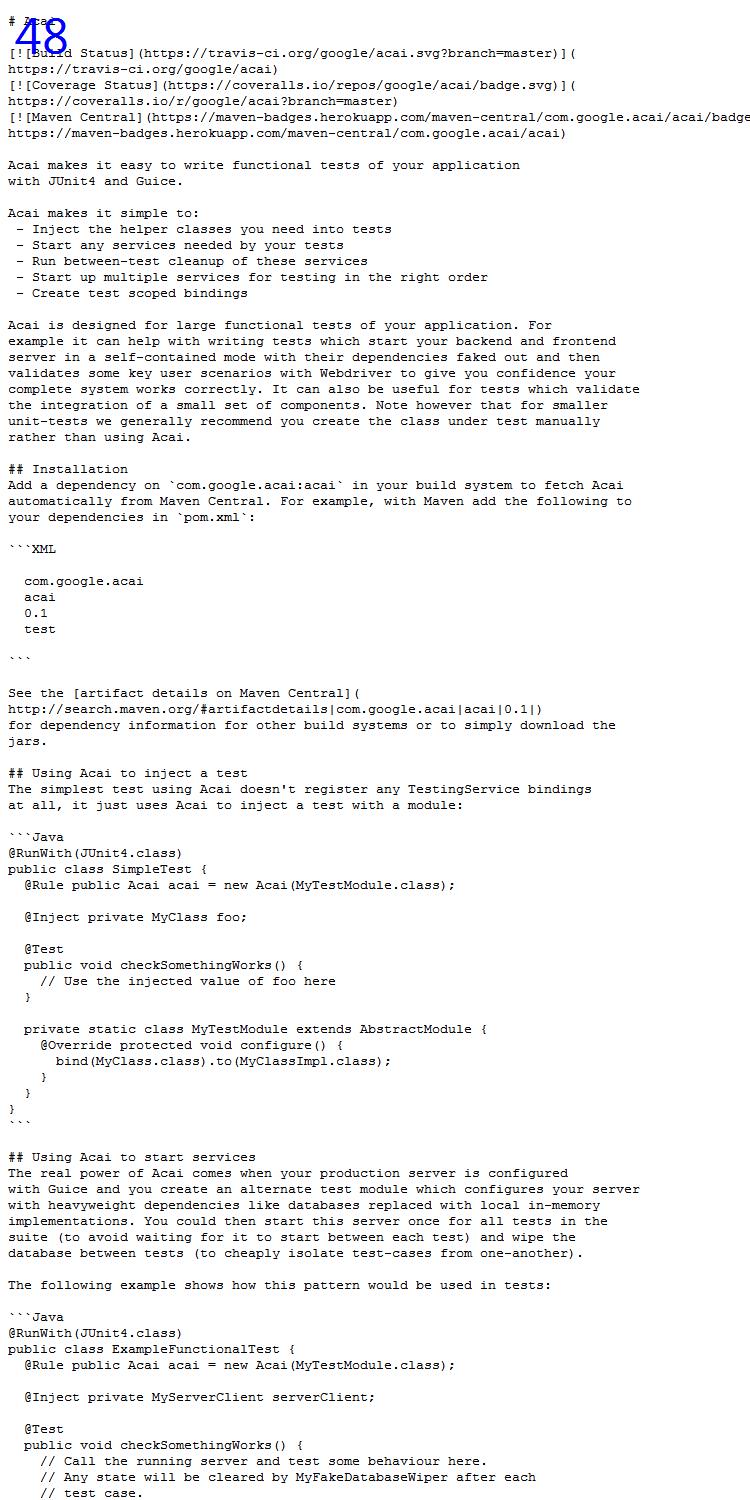 # Acai
48
[![Build Status](https://travis-ci.org/google/acai.svg?branch=master)](
https://travis-ci.org/google/acai)
[![Coverage Status](https://coveralls.io/repos/google/acai/badge.svg)](
https://coveralls.io/r/google/acai?branch=master)
[![Maven Central](https://maven-badges.herokuapp.com/maven-central/com.google.acai/acai/badge
https://maven-badges.herokuapp.com/maven-central/com.google.acai/acai)

Acai makes it easy to write functional tests of your application
with JUnit4 and Guice.

Acai makes it simple to:
 - Inject the helper classes you need into tests
 - Start any services needed by your tests
 - Run between-test cleanup of these services
 - Start up multiple services for testing in the right order
 - Create test scoped bindings

Acai is designed for large functional tests of your application. For
example it can help with writing tests which start your backend and frontend
server in a self-contained mode with their dependencies faked out and then
validates some key user scenarios with Webdriver to give you confidence your
complete system works correctly. It can also be useful for tests which validate
the integration of a small set of components. Note however that for smaller
unit-tests we generally recommend you create the class under test manually
rather than using Acai.

## Installation
Add a dependency on `com.google.acai:acai` in your build system to fetch Acai
automatically from Maven Central. For example, with Maven add the following to
your dependencies in `pom.xml`:

```XML

  com.google.acai
  acai
  0.1
  test

```

See the [artifact details on Maven Central](
http://search.maven.org/#artifactdetails|com.google.acai|acai|0.1|)
for dependency information for other build systems or to simply download the
jars.

## Using Acai to inject a test
The simplest test using Acai doesn't register any TestingService bindings
at all, it just uses Acai to inject a test with a module:

```Java
@RunWith(JUnit4.class)
public class SimpleTest {
  @Rule public Acai acai = new Acai(MyTestModule.class);

  @Inject private MyClass foo;

  @Test
  public void checkSomethingWorks() {
    // Use the injected value of foo here
  }

  private static class MyTestModule extends AbstractModule {
    @Override protected void configure() {
      bind(MyClass.class).to(MyClassImpl.class);
    }
  }
}
```

## Using Acai to start services
The real power of Acai comes when your production server is configured
with Guice and you create an alternate test module which configures your server
with heavyweight dependencies like databases replaced with local in-memory
implementations. You could then start this server once for all tests in the
suite (to avoid waiting for it to start between each test) and wipe the
database between tests (to cheaply isolate test-cases from one-another).

The following example shows how this pattern would be used in tests:

```Java
@RunWith(JUnit4.class)
public class ExampleFunctionalTest {
  @Rule public Acai acai = new Acai(MyTestModule.class);

  @Inject private MyServerClient serverClient;

  @Test
  public void checkSomethingWorks() {
    // Call the running server and test some behaviour here.
    // Any state will be cleared by MyFakeDatabaseWiper after each
    // test case.